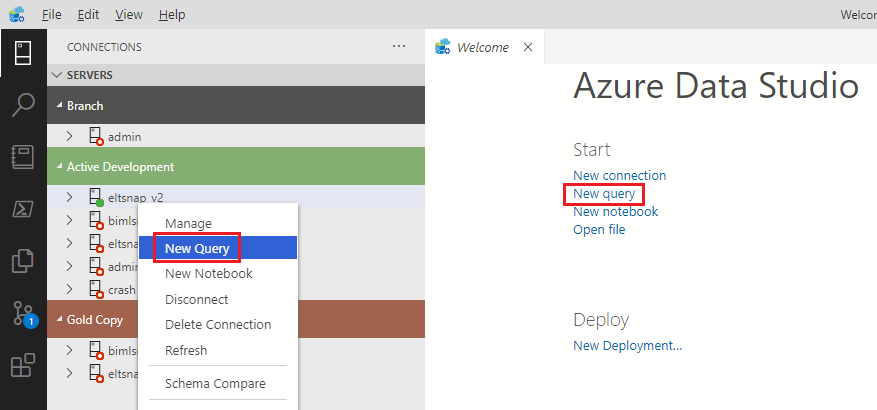 File Edit View Help
Welcom
CONNECTIONS
SERVERS
Branch
admin
Active Development
eltsnap_v2
bimls
eltsna
admin
crash
Gold Copy
bimls
eltsna
Manage
New Query
New Notebook
Disconnect
Delete Connection
Refresh
Schema Compare
1
Welcome
Azure Data Studio
Start
New connection
New query
New notebook
Open file
Deploy
New Deployment...